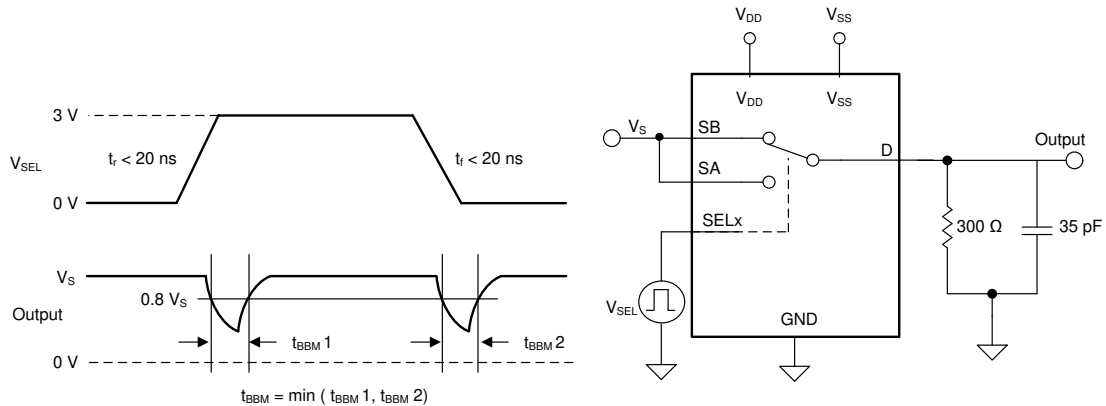 3 V
V_SEL
t_r < 20 ns
t_f < 20 ns
0 V
V_S
0.8 V_S
Output
t_BBM 1
t_BBM 2
0 V
t_BBM = min ( t_BBM 1, t_BBM 2)
V_DD
V_SS
V_DD
V_SS
V_S
SB
SA
SELx
D
Output
300 Ω
35 pF
V_SEL
GND